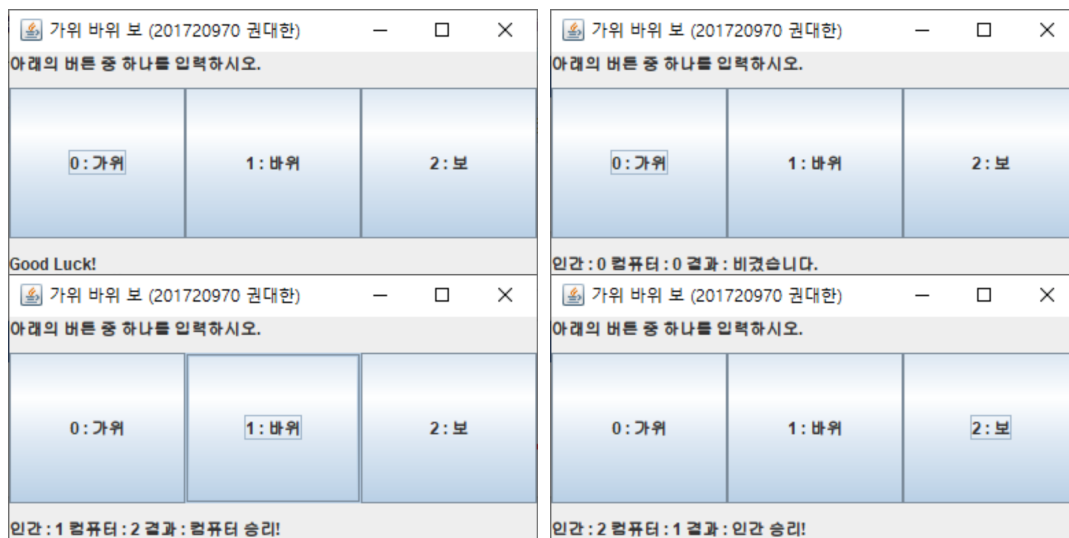 가위 바위 보 (201720970 권대한)
아래의 버튼 중 하나를 입력하시오.
0 : 가위 1 : 바위 2 : 보
Good Luck!
가위 바위 보 (201720970 권대한)
아래의 버튼 중 하나를 입력하시오.
0 : 가위 1 : 바위 2 : 보
인간 : 0 컴퓨터 : 0 결과 : 비겼습니다.
가위 바위 보 (201720970 권대한)
아래의 버튼 중 하나를 입력하시오.
0 : 가위 1 : 바위 2 : 보
인간 : 1 컴퓨터 : 2 결과 : 컴퓨터 승리!
가위 바위 보 (201720970 권대한)
아래의 버튼 중 하나를 입력하시오.
0 : 가위 1 : 바위 2 : 보
인간 : 2 컴퓨터 : 1 결과 : 인간 승리!